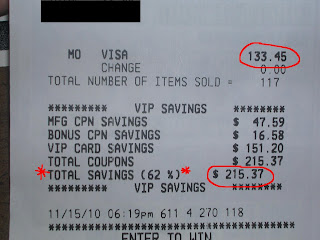 MO VISA 133.45
CHANGE 0.00
TOTAL NUMBER OF ITEMS SOLD = 117
********* VIP SAVINGS ********
MFG CPN SAVINGS $ 47.59
BONUS CPN SAVINGS $ 16.58
VIP CARD SAVINGS $ 151.20
TOTAL COUPONS $ 215.37
*TOTAL SAVINGS (62 %)* $ 215.37
********* VIP SAVINGS ********
11/15/10 06:19pm 611 4 270 118
ENTER TO WIN